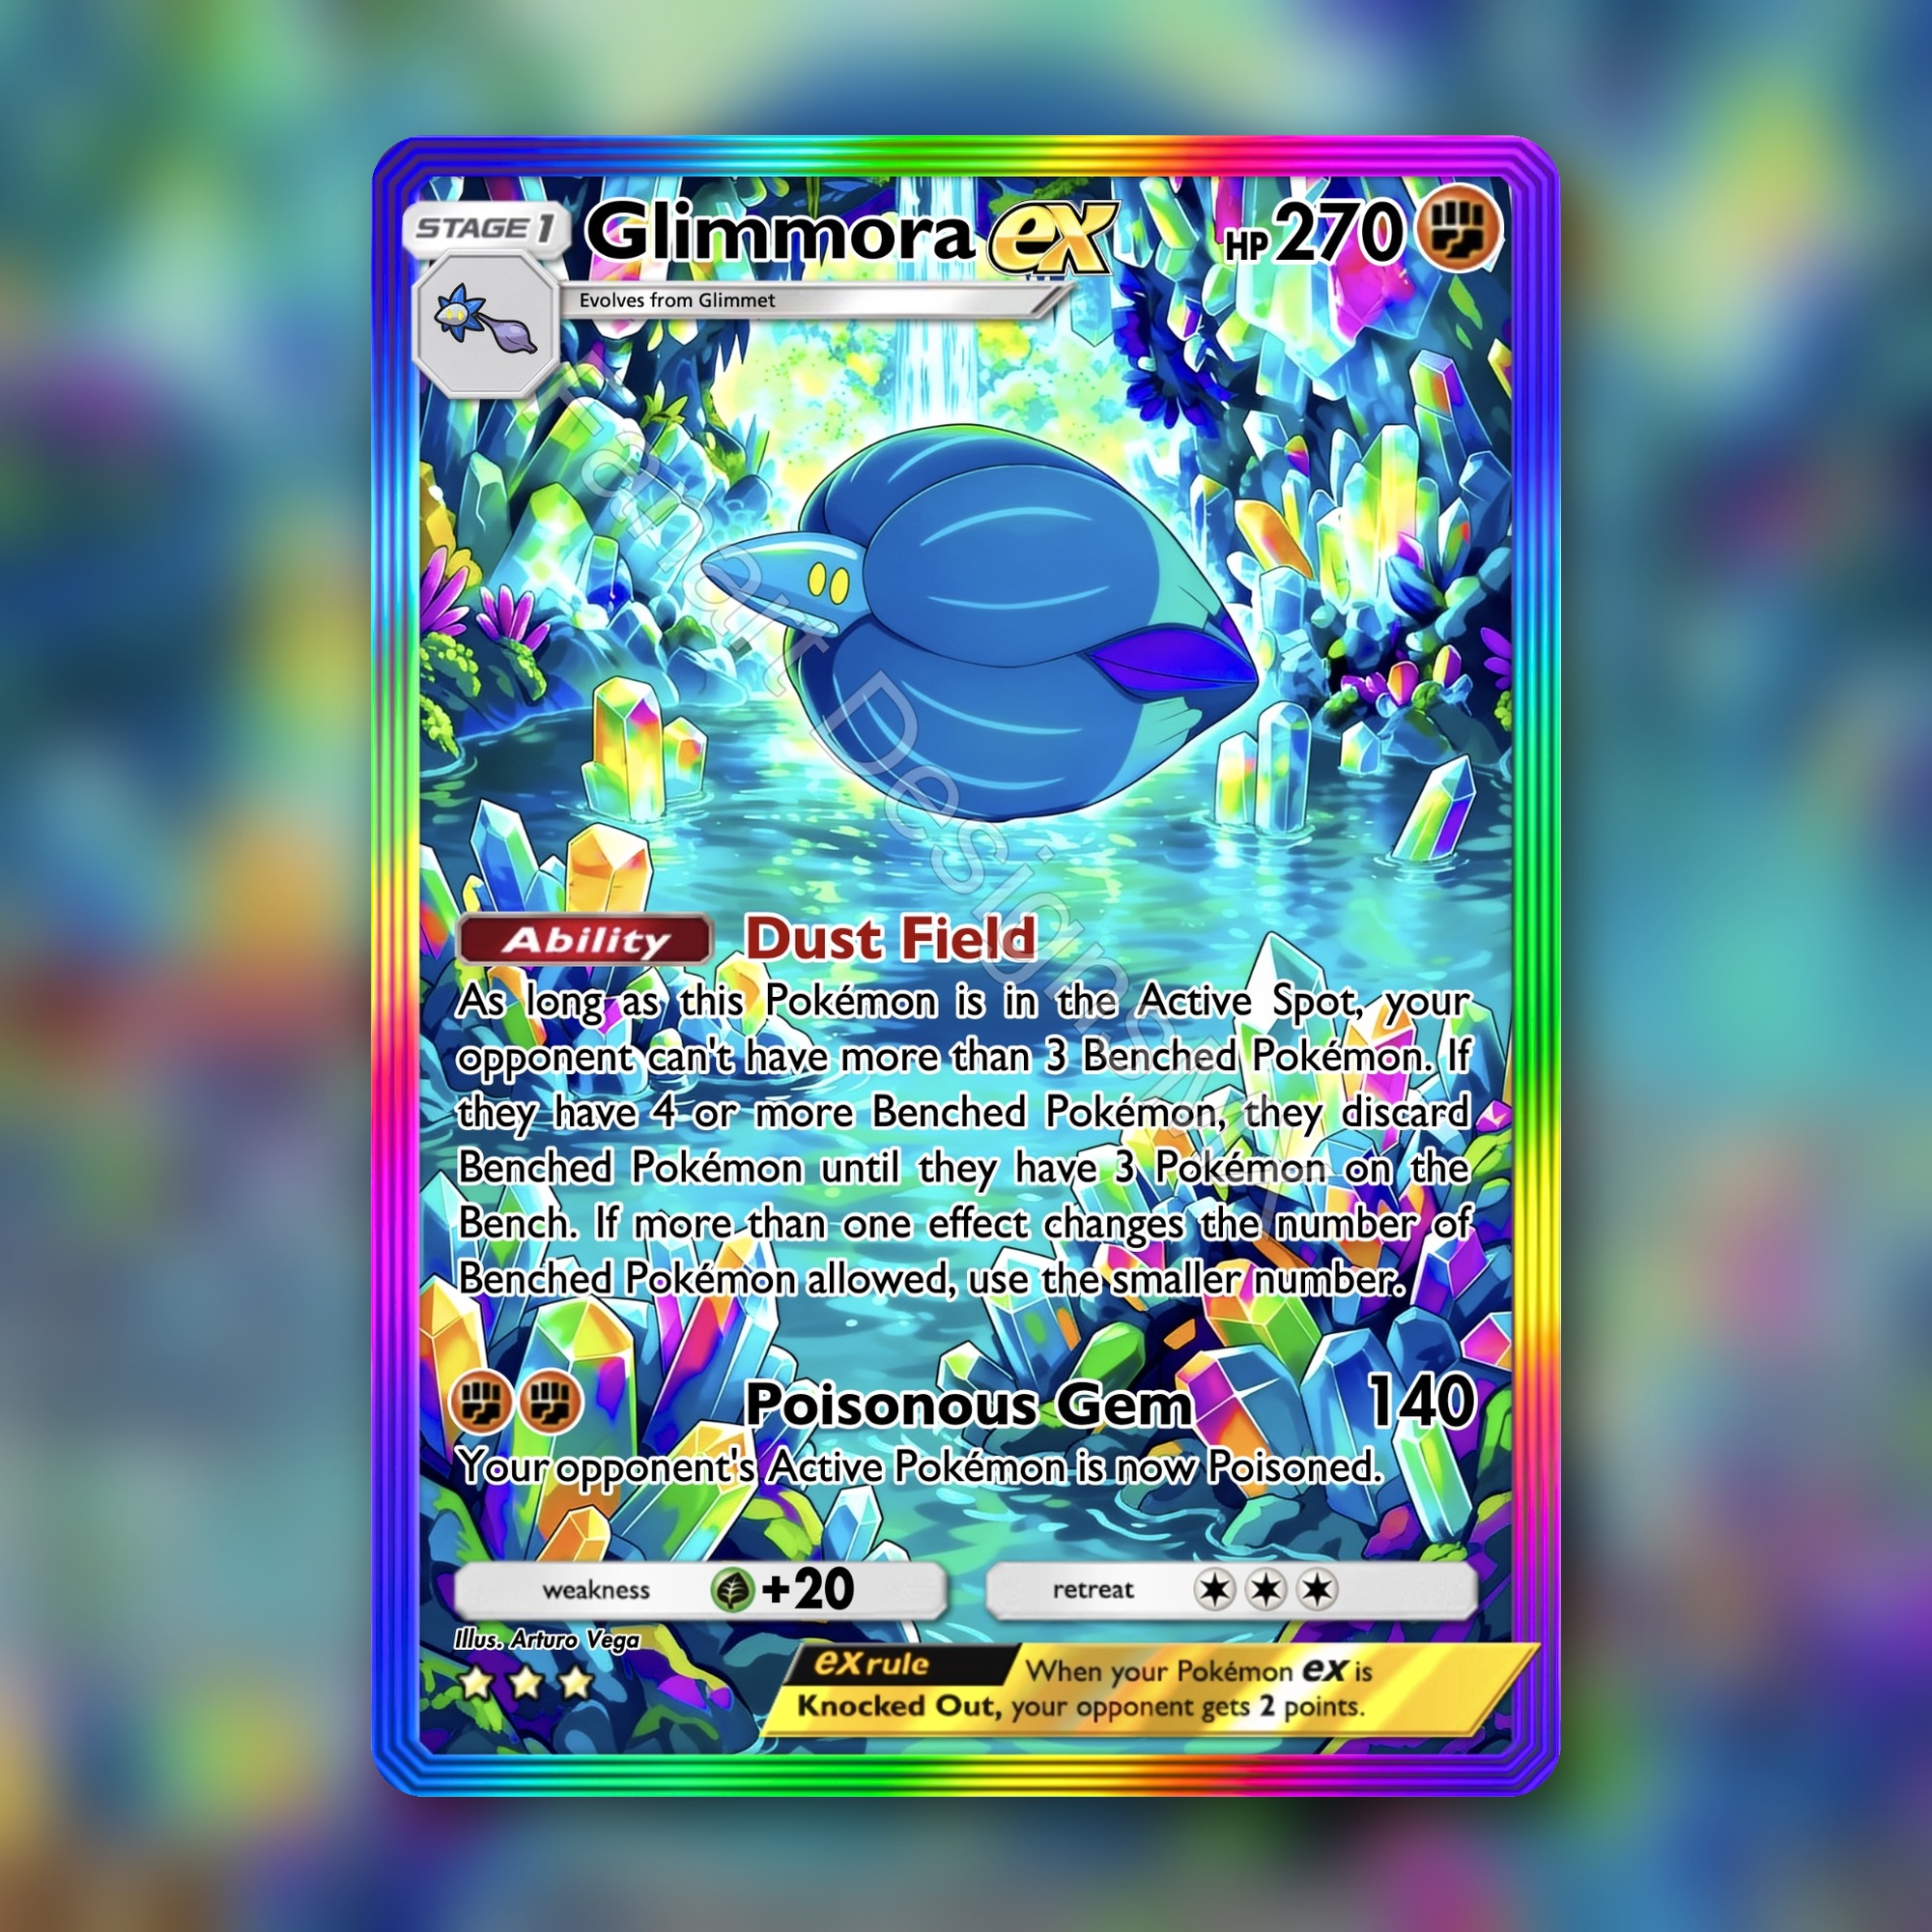 STAGE 1 Glimmora ex HP 270
Evolves from Glimmet
Ability Dust Field
As long as this Pokémon is in the Active Spot, your
opponent can't have more than 3 Benched Pokémon. If
they have 4 or more Benched Pokémon, they discard
Benched Pokémon until they have 3 Pokémon on the
Bench. If more than one effect changes the number of
Benched Pokémon allowed, use the smaller number.
Poisonous Gem 140
Your opponent's Active Pokémon is now Poisoned.
weakness +20 retreat
Illus. Arturo Vega
ex rule When your Pokémon ex is
Knocked Out, your opponent gets 2 points.